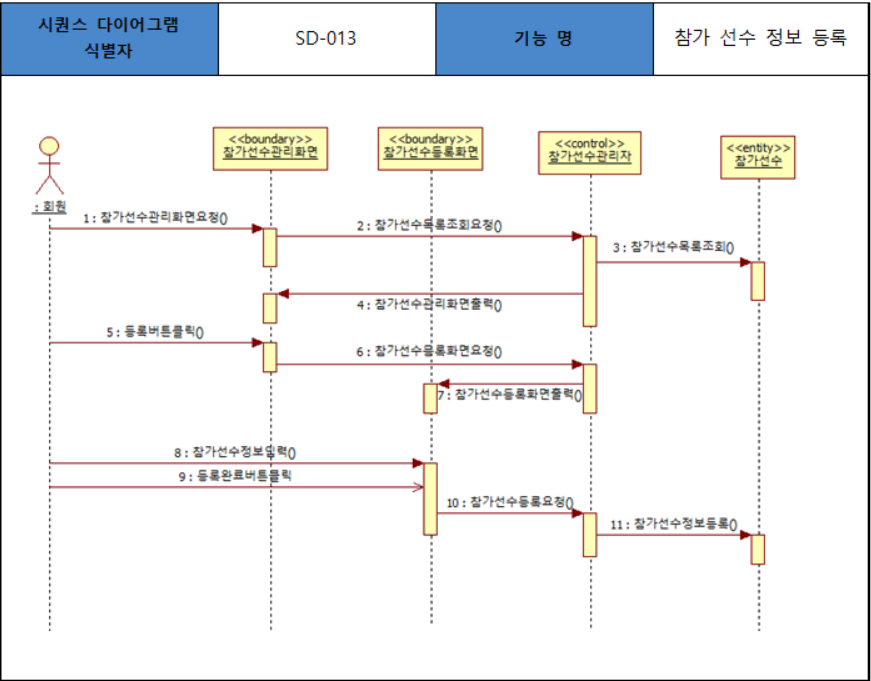 시퀀스 다이어그램
식별자
SD-013
기능 명
참가 선수 정보 등록
<<boundary>>
참가선수관리화면
<<boundary>>
참가선수등록화면
<<control>>
참가선수관리자
<<entity>>
참가선수
: 회원
1 : 참가선수관리화면요청()
2 : 참가선수목록조회요청()
3 : 참가선수목록조회()
4 : 참가선수관리화면출력()
5 : 등록버튼클릭()
6 : 참가선수등록화면요청()
7 : 참가선수등록화면출력()
8 : 참가선수정보입력()
9 : 등록완료버튼클릭
10 : 참가선수등록요청()
11 : 참가선수정보등록()